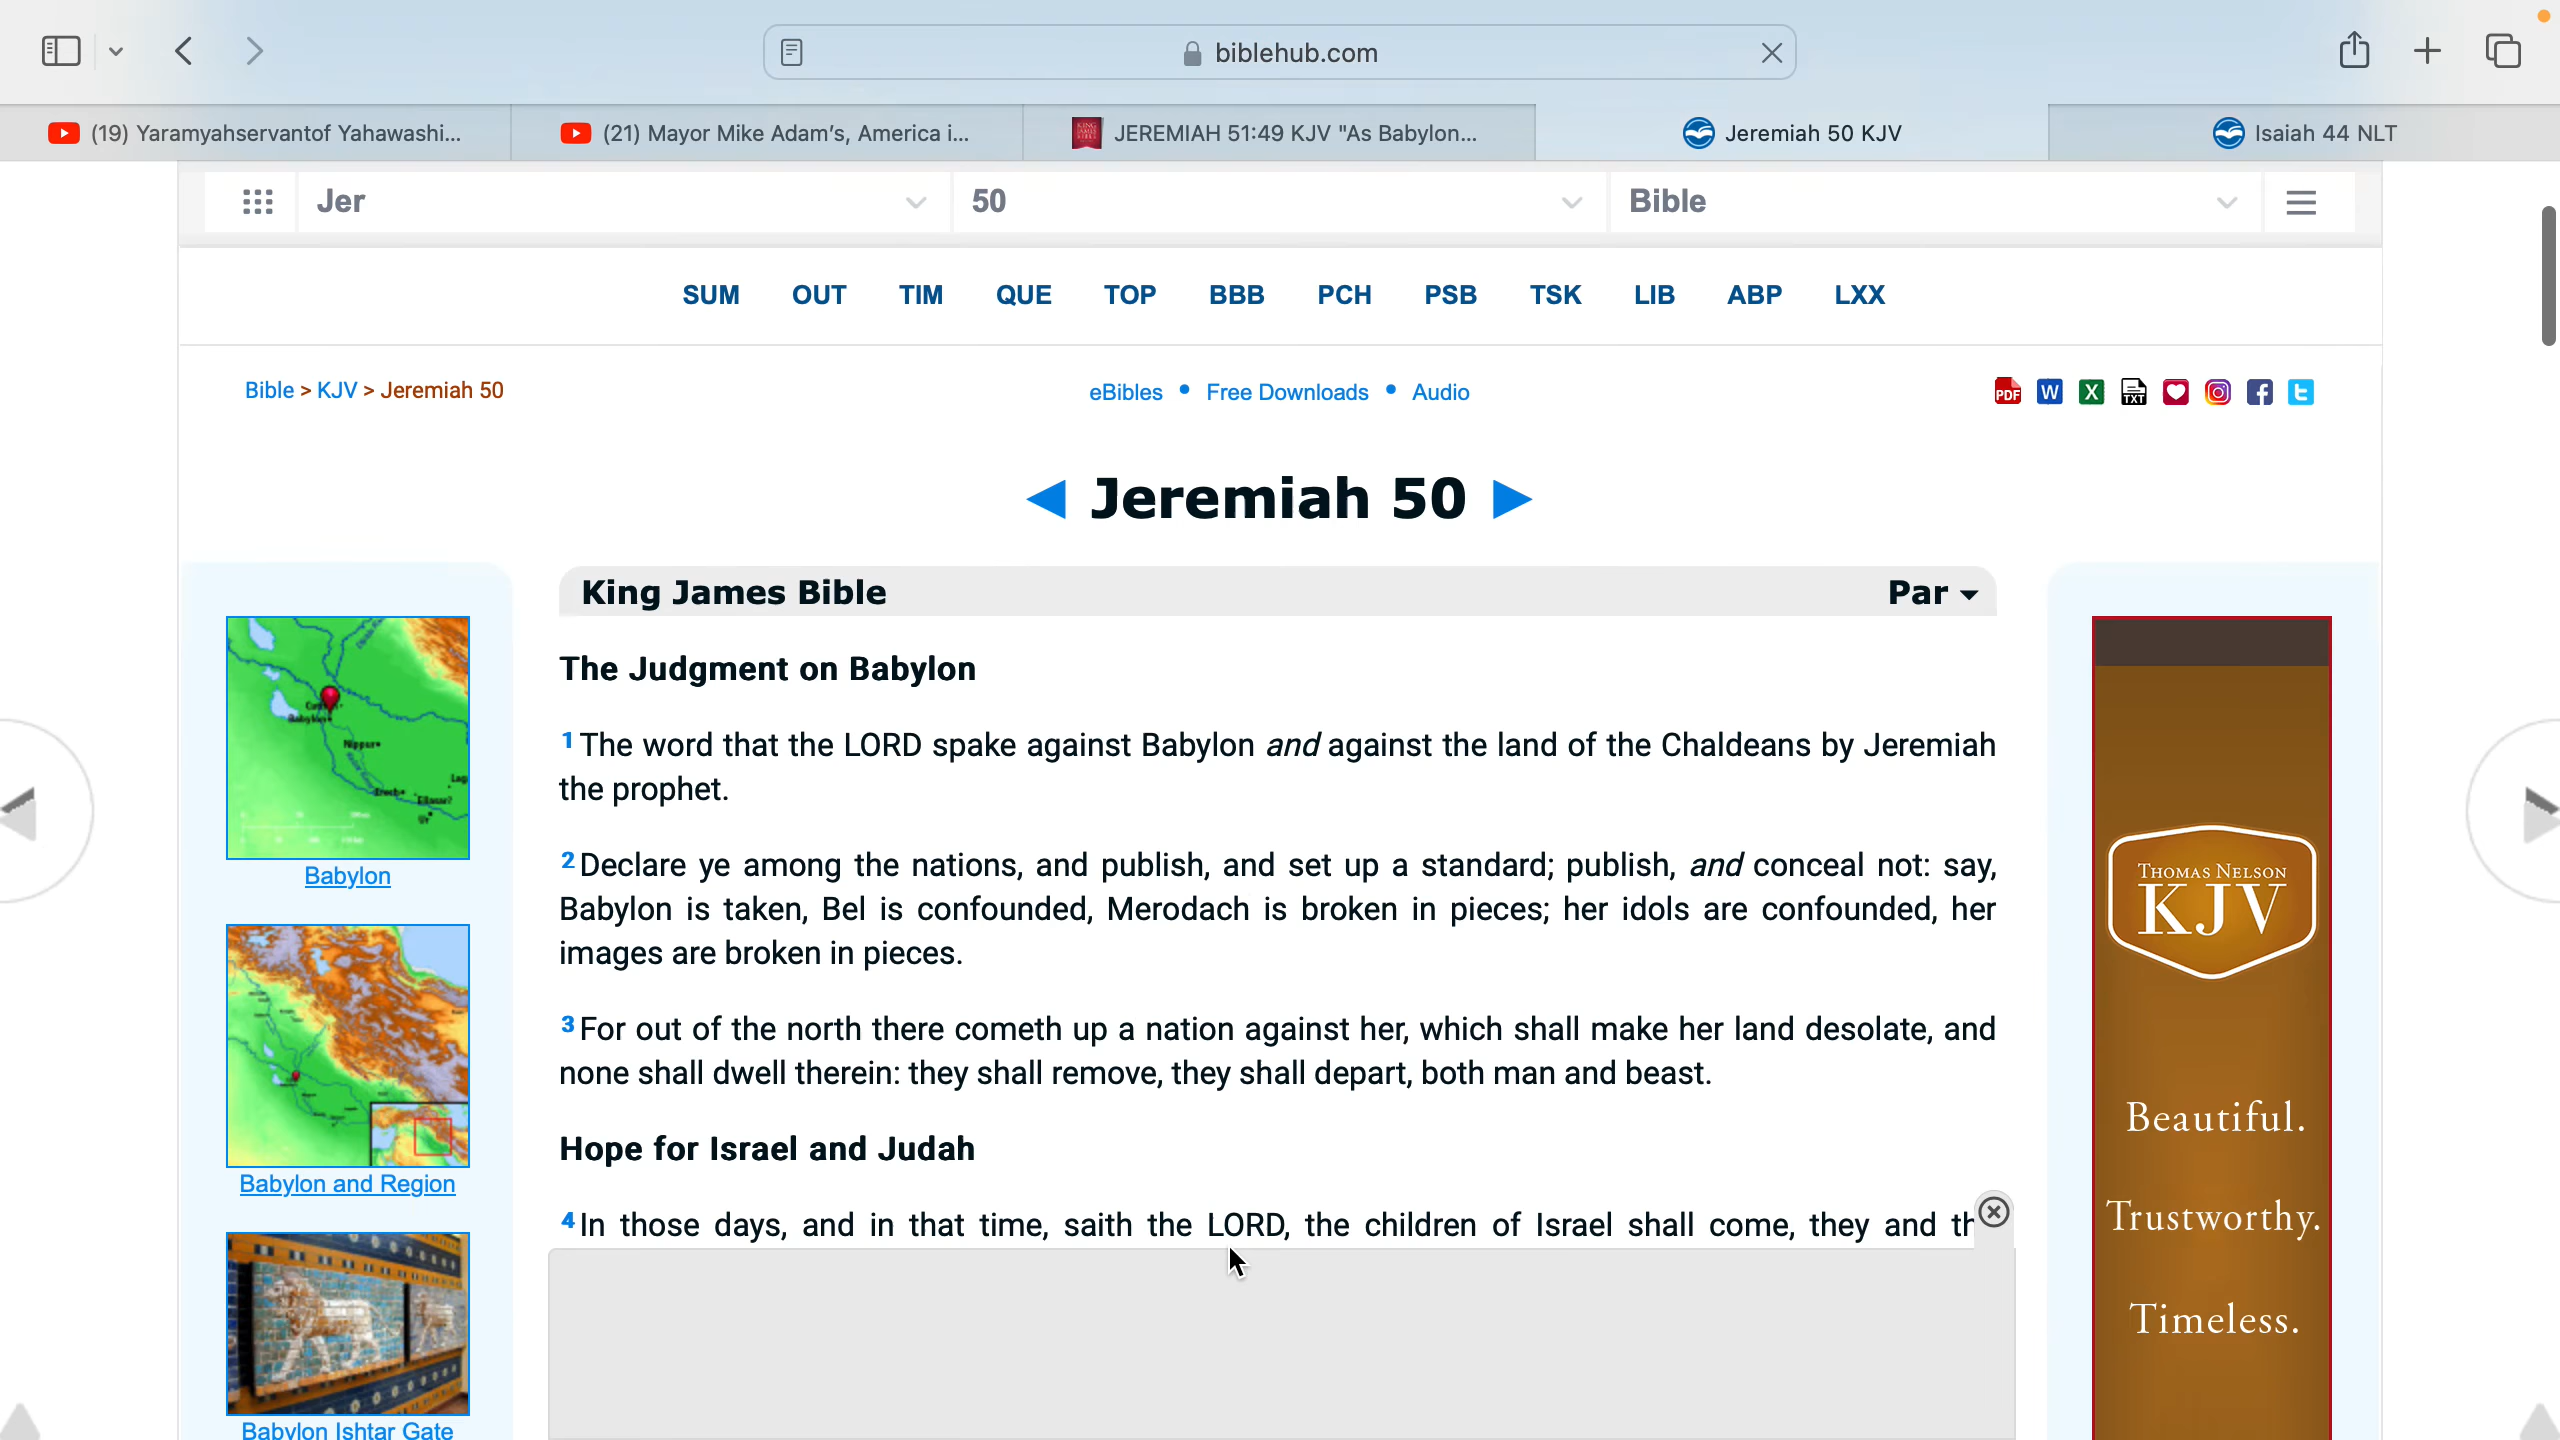 biblehub.com
(19) Yaramyahservantof Yahawashi...
(21) Mayor Mike Adam's, America i...
JEREMIAH 51:49 KJV "As Babylon...
Jeremiah 50 KJV
Isaiah 44 NLT
Jer
50
Bible
SUM OUT TIM QUE TOP BBB PCH PSB TSK LIB ABP LXX
Bible > KJV > Jeremiah 50
eBibles • Free Downloads • Audio
PDF W X TXT
◄ Jeremiah 50 ►
King James Bible
Par
The Judgment on Babylon
1 The word that the LORD spake against Babylon and against the land of the Chaldeans by Jeremiah
the prophet.
2 Declare ye among the nations, and publish, and set up a standard; publish, and conceal not: say,
Babylon is taken, Bel is confounded, Merodach is broken in pieces; her idols are confounded, her
images are broken in pieces.
3 For out of the north there cometh up a nation against her, which shall make her land desolate, and
none shall dwell therein: they shall remove, they shall depart, both man and beast.
Hope for Israel and Judah
4 In those days, and in that time, saith the LORD, the children of Israel shall come, they and th
Nippur
Babylon
Babylon and Region
Babylon Ishtar Gate
THOMAS NELSON
KJV
Beautiful.
Trustworthy.
Timeless.